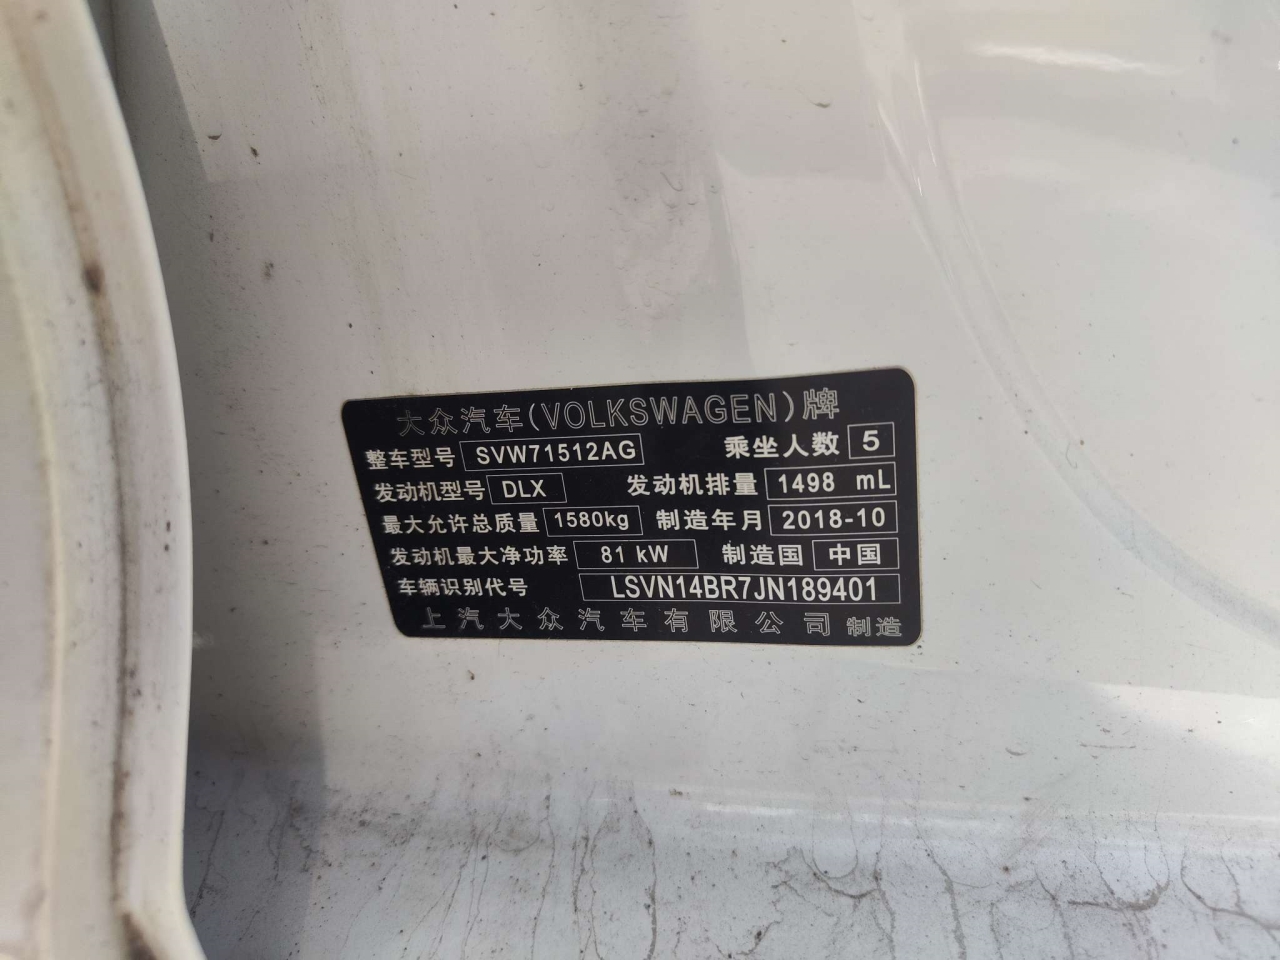 大众汽车(VOLKSWAGEN)牌
整车型号 SVW71512AG 乘坐人数 5
发动机型号 DLX 发动机排量 1498 mL
最大允许总质量 1580kg 制造年月 2018-10
发动机最大净功率 81 kW 制造国 中国
车辆识别代号 LSVN14BR7JN189401
上汽大众汽车有限公司 制造